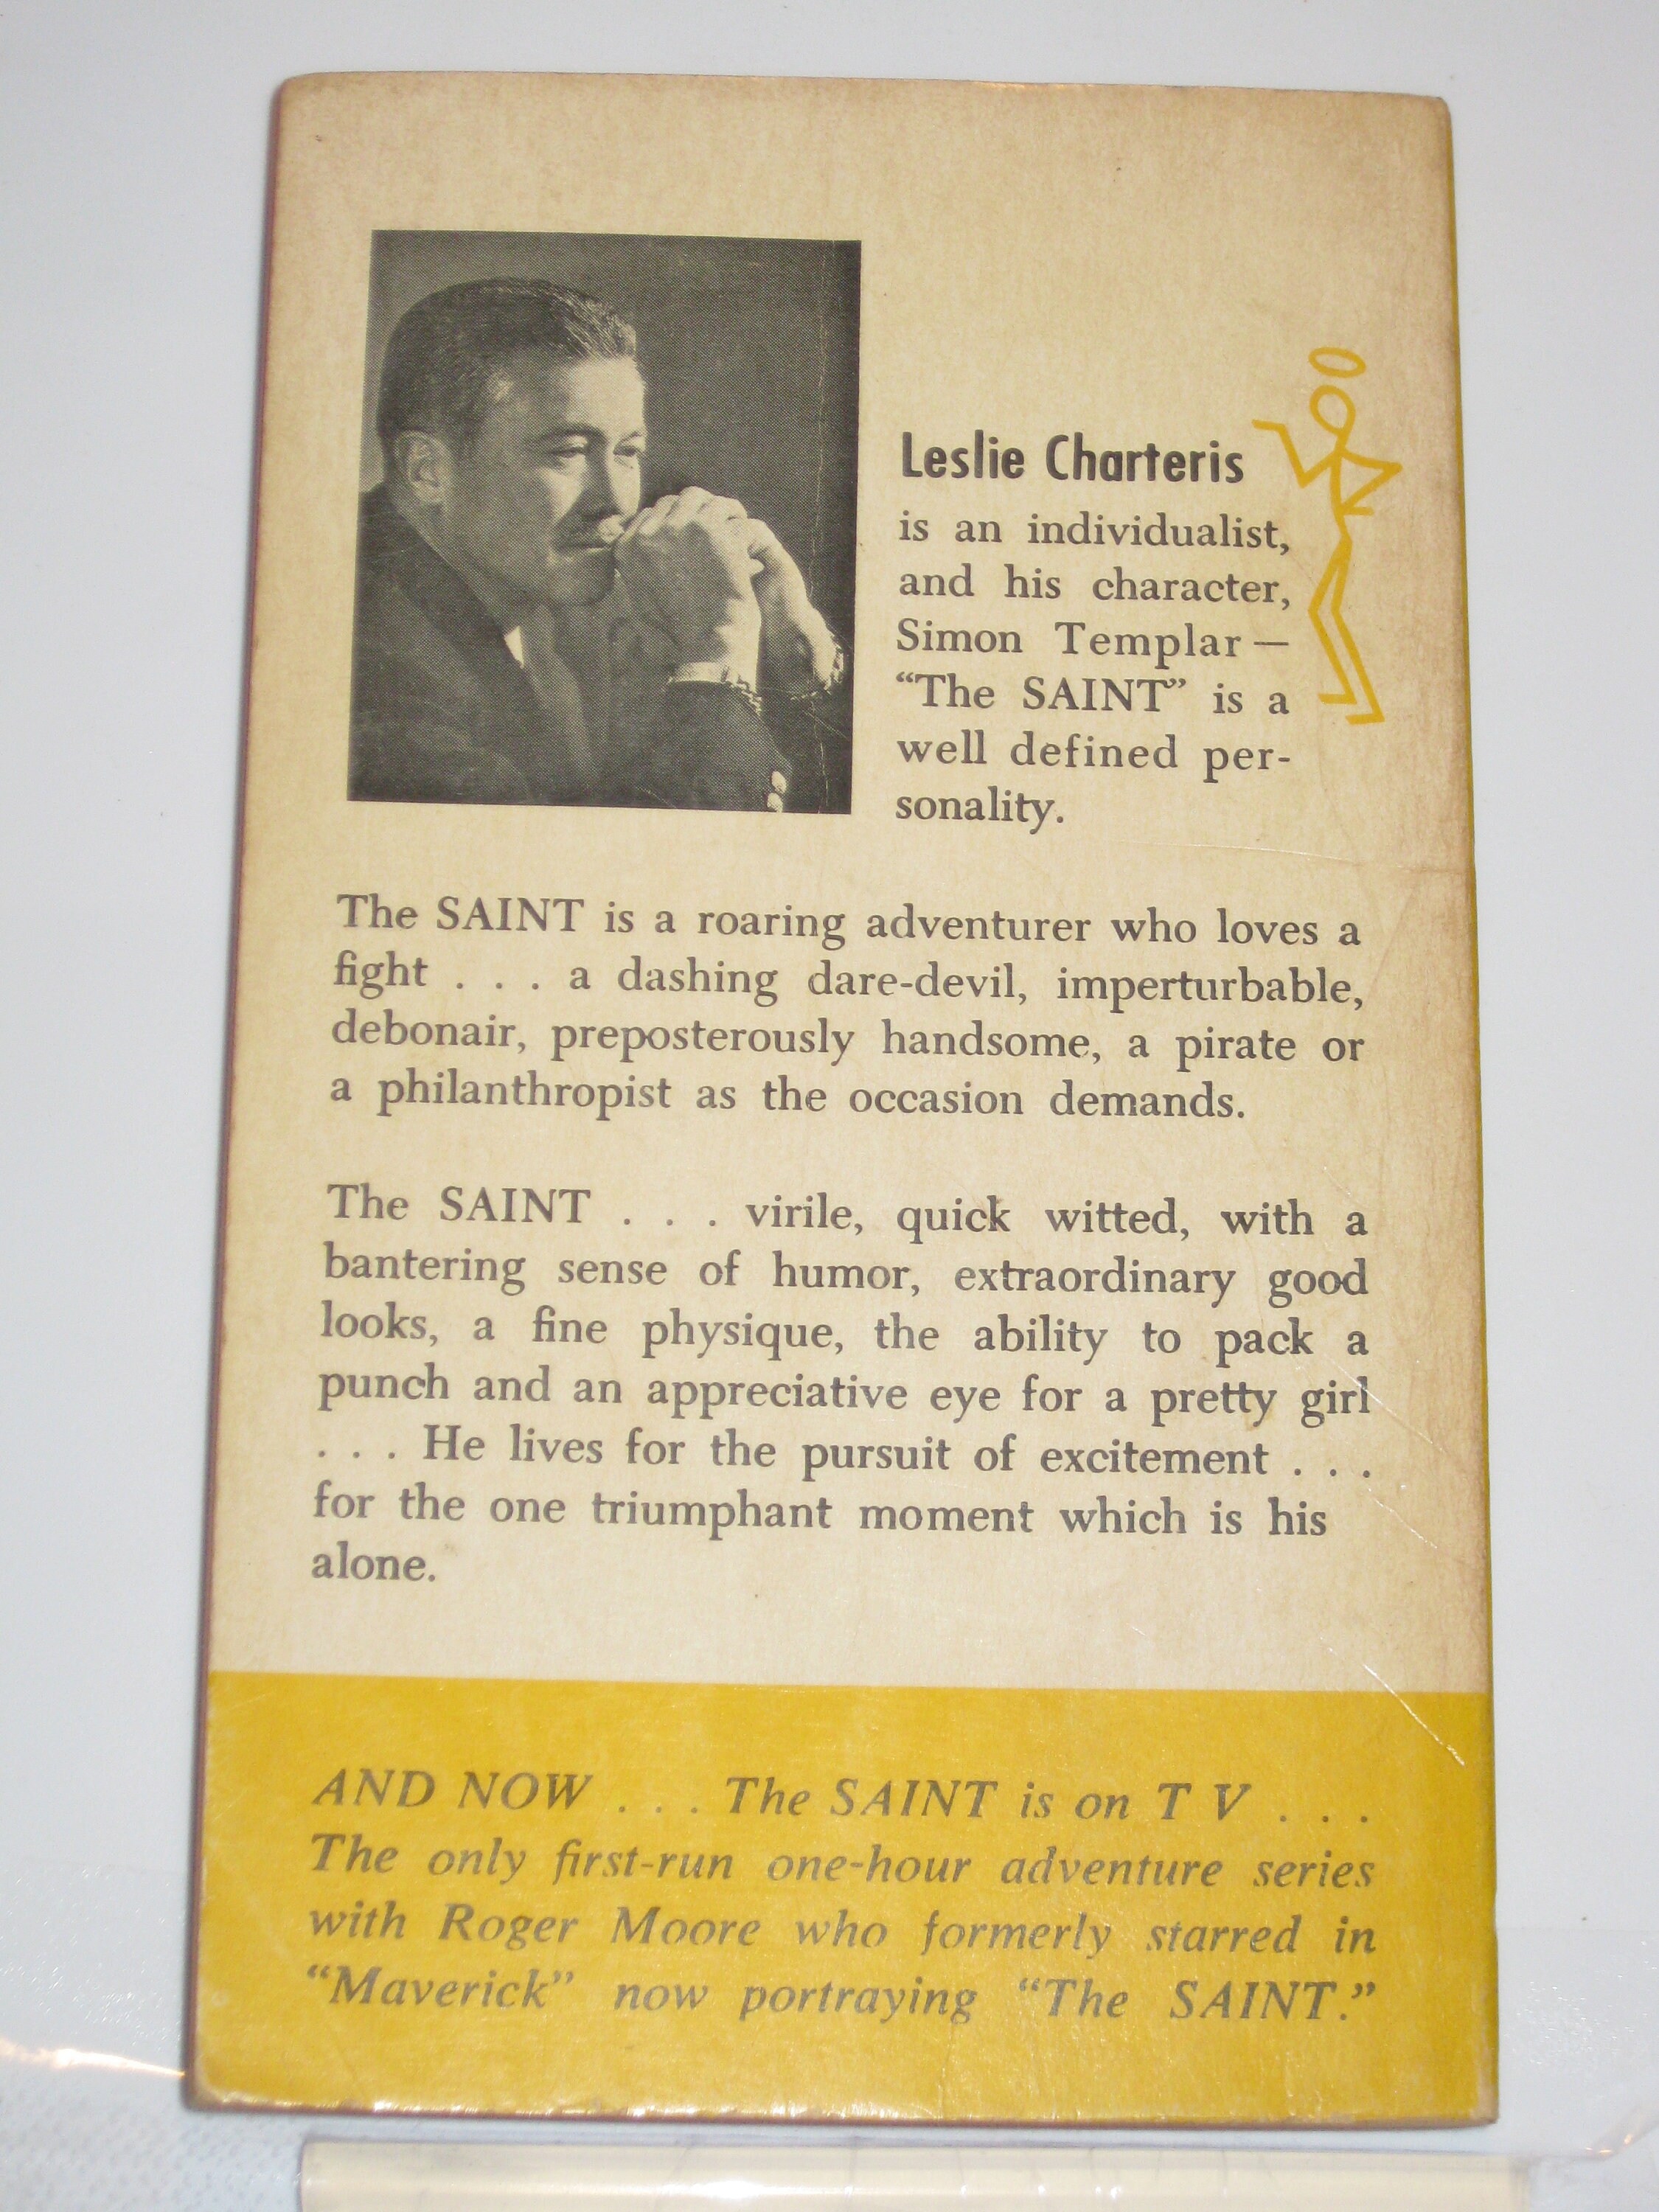 Leslie Charteris
is an individualist,
and his character,
Simon Templar —
“The SAINT” is a
well defined per-
sonality.
The SAINT is a roaring adventurer who loves a
fight . . . a dashing dare-devil, imperturbable,
debonair, preposterously handsome, a pirate or
a philanthropist as the occasion demands.
The SAINT . . . virile, quick witted, with a
bantering sense of humor, extraordinary good
looks, a fine physique, the ability to pack a
punch and an appreciative eye for a pretty girl
. . . He lives for the pursuit of excitement . . .
for the one triumphant moment which is his
alone.
AND NOW . . . The SAINT is on T V . . .
The only first-run one-hour adventure series
with Roger Moore who formerly starred in
“Maverick” now portraying “The SAINT.”